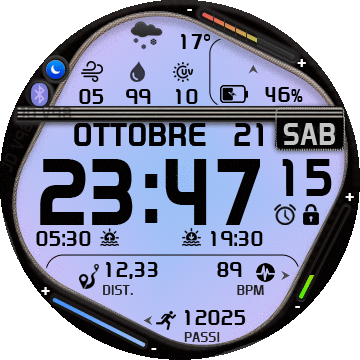 17°
05 99 10 46%
OTTOBRE 21 SAB
23:47 15
05:30 19:30
12,33 89
DIST. BPM
12025
PASSI